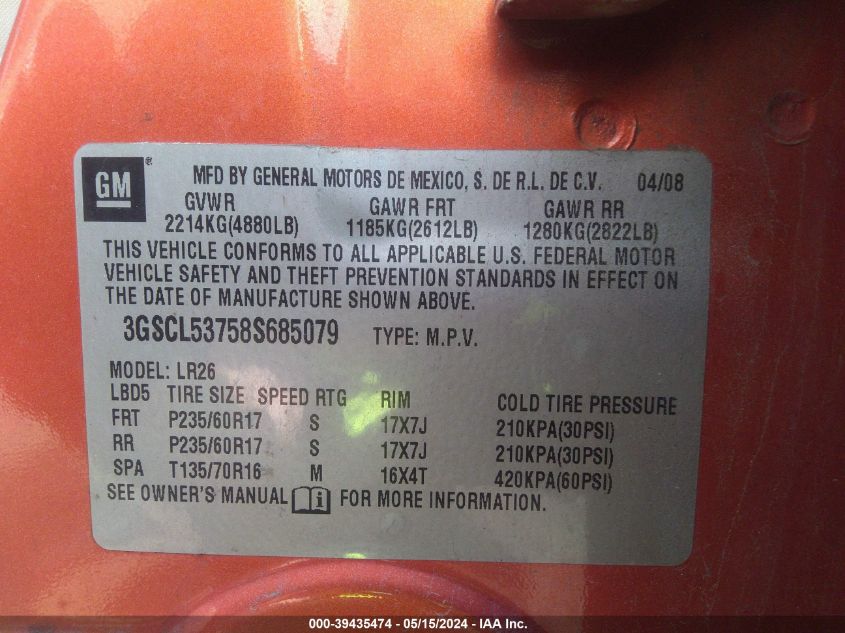 GM ® MFD BY GENERAL MOTORS DE MEXICO, S. DE R.L. DE C.V. 04/08
GVWR GAWR FRT GAWR RR
2214KG(4880LB) 1185KG(2612LB) 1280KG(2822LB)
THIS VEHICLE CONFORMS TO ALL APPLICABLE U.S. FEDERAL MOTOR
VEHICLE SAFETY AND THEFT PREVENTION STANDARDS IN EFFECT ON
THE DATE OF MANUFACTURE SHOWN ABOVE.
3GSCL53758S685079 TYPE: M.P.V.
MODEL: LR26
LBD5 TIRE SIZE SPEED RTG RIM COLD TIRE PRESSURE
FRT P235/60R17 S 17X7J 210KPA(30PSI)
RR P235/60R17 S 17X7J 210KPA(30PSI)
SPA T135/70R16 M 16X4T 420KPA(60PSI)
SEE OWNER'S MANUAL i FOR MORE INFORMATION.
000-39435474 — 05/15/2024 — IAA Inc.